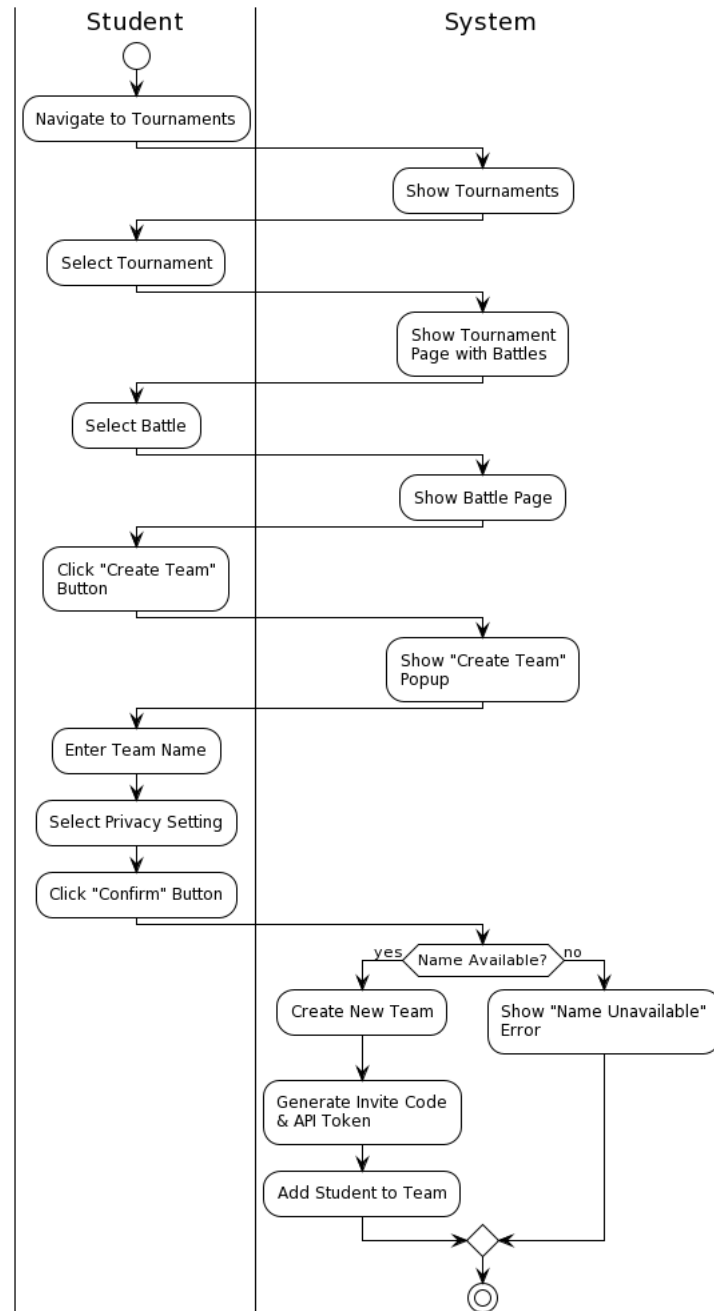 Student
System
Navigate to Tournaments
Show Tournaments
Select Tournament
Show Tournament
Page with Battles
Select Battle
Show Battle Page
Click "Create Team"
Button
Show "Create Team"
Popup
Enter Team Name
Select Privacy Setting
Click "Confirm" Button
yes
Name Available?
no
Create New Team
Show "Name Unavailable"
Error
Generate Invite Code
& API Token
Add Student to Team